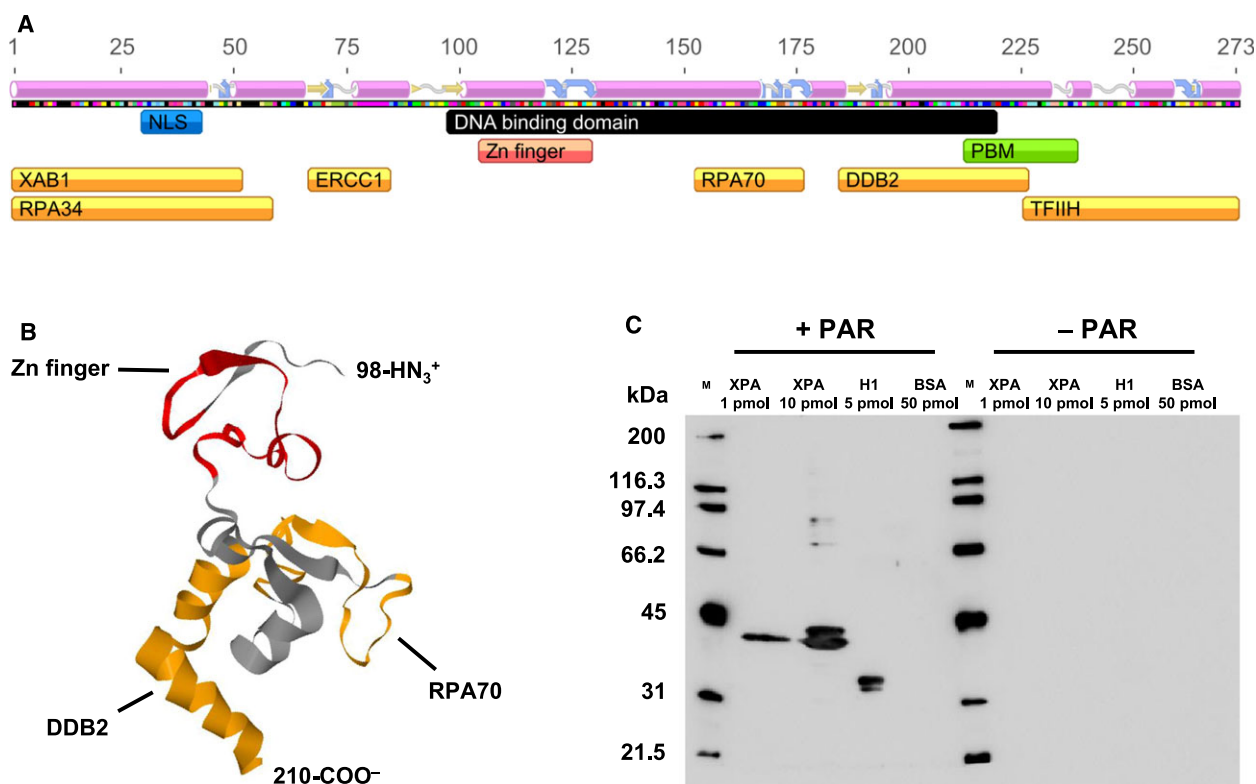 A
1 25 50 75 100 125 150 175 200 225 250 273
NLS
DNA binding domain
Zn finger
PBM
XAB1
ERCC1
RPA70
DDB2
RPA34
TFIIH
B
Zn finger
98-HN₃⁺
RPA70
DDB2
210-COO⁻
C
+ PAR – PAR
kDa
M XPA XPA H1 BSA M XPA XPA H1 BSA
1 pmol 10 pmol 5 pmol 50 pmol 1 pmol 10 pmol 5 pmol 50 pmol
200
116.3
97.4
66.2
45
31
21.5